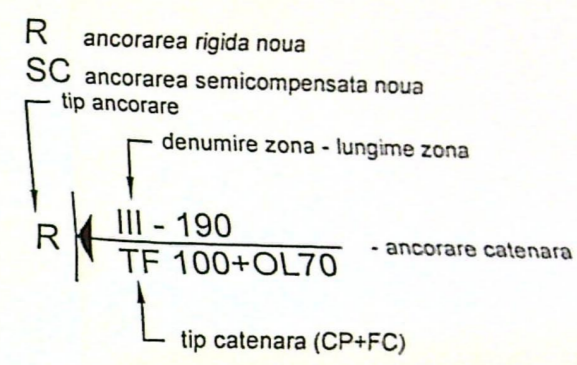 R ancorarea rigida noua
SC ancorarea semicompensata noua
tip ancorare
denumire zona - lungime zona
R III - 190
TF 100+OL70 - ancorare catenara
tip catenara (CP+FC)